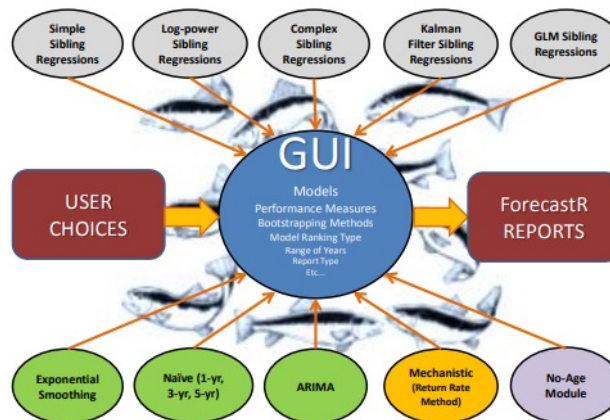 Simple
Sibling
Regressions
Log-power
Sibling
Regressions
Complex
Sibling
Regressions
Kalman
Filter Sibling
Regressions
GLM Sibling
Regressions
GUI
Models
Performance Measures
Bootstrapping Methods
Model Ranking Type
Range of Years
Report Type
Etc...
USER
CHOICES
ForecastR
REPORTS
Exponential
Smoothing
Naïve (1-yr,
3-yr, 5-yr)
ARIMA
Mechanistic
(Return Rate
Method)
No-Age
Module